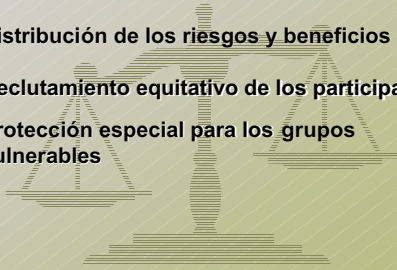 istribución de los riesgos y beneficios
eclutamiento equitativo de los participa
rotección especial para los grupos
ulnerables